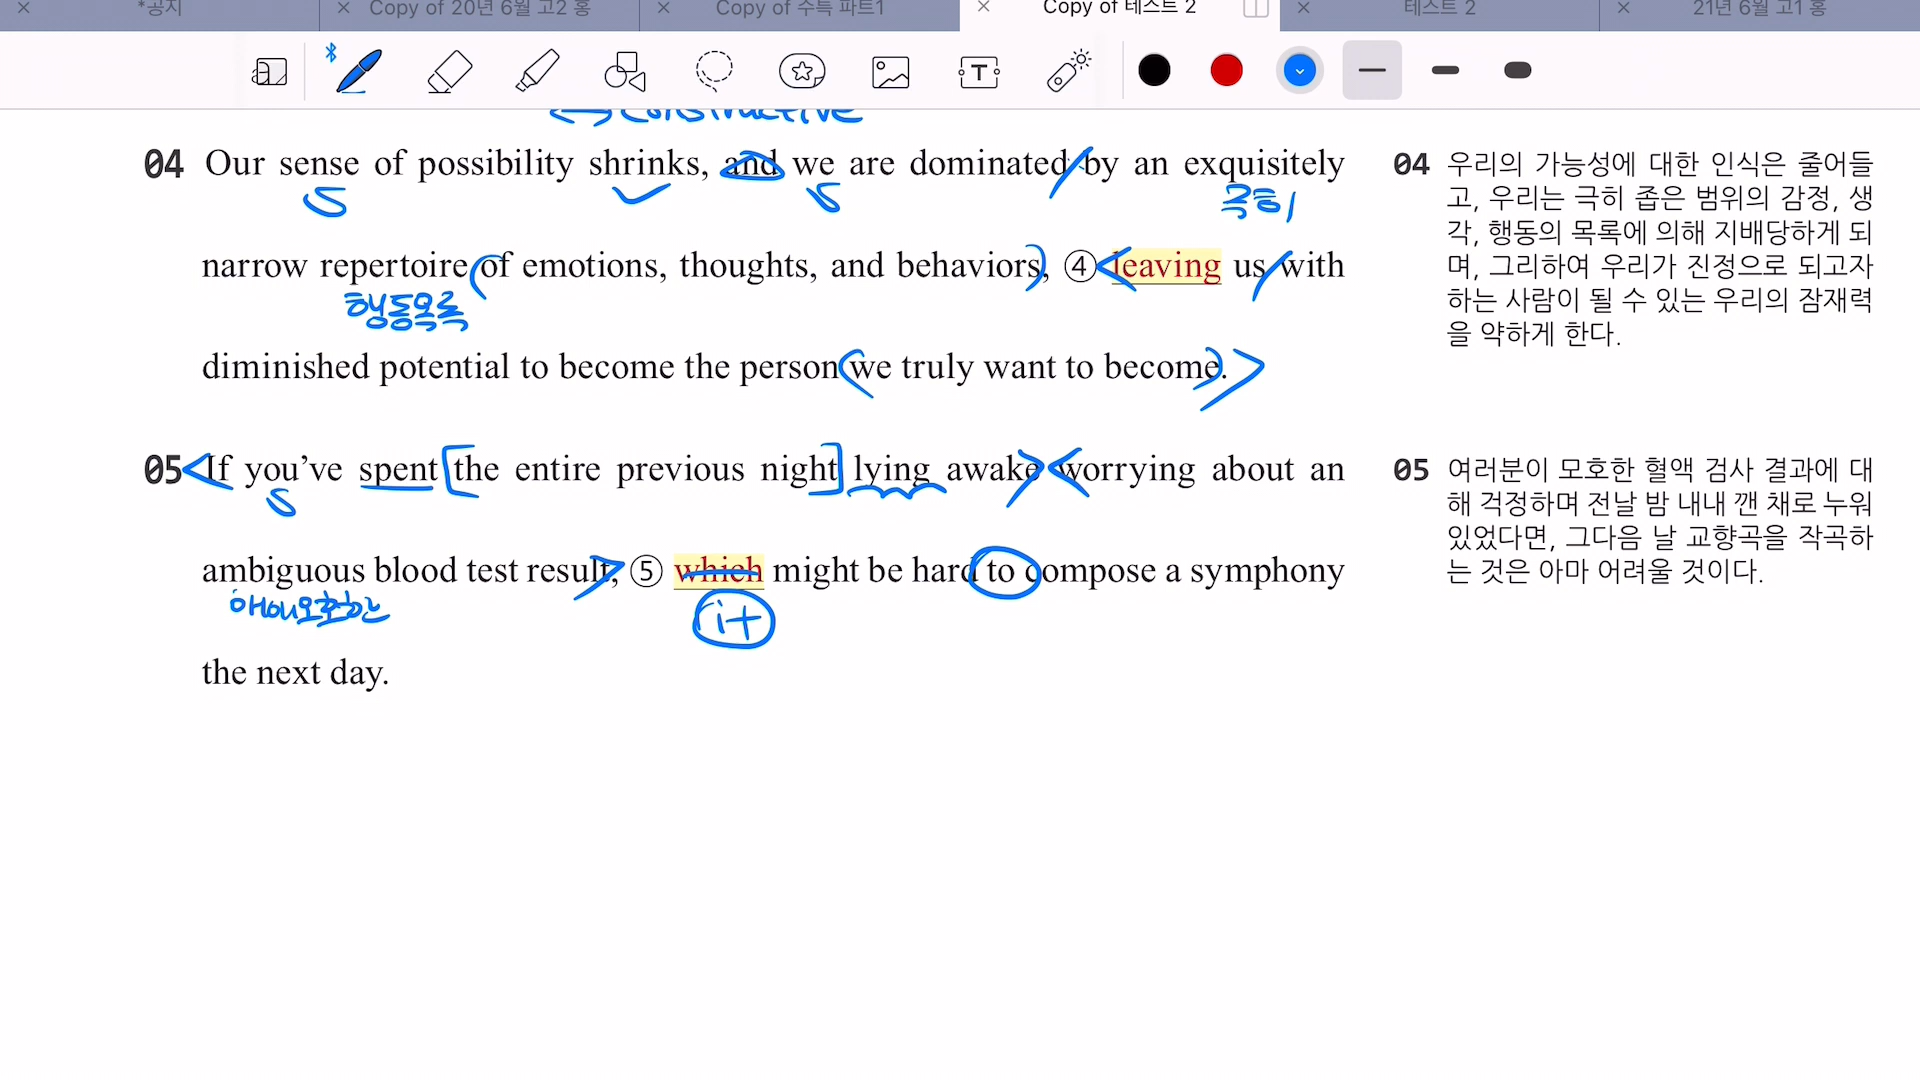 *공지
Copy of 20년 6월 고2 홍
Copy of 수특 파트1
Copy of 테스트 2
테스트 2
21년 6월 고1 홍
↔ constructive
04 Our sense of possibility shrinks, and we are dominated by an exquisitely
S S 극히
narrow repertoire of emotions, thoughts, and behaviors, ④ leaving us with
행동목록
diminished potential to become the person we truly want to become.
04 우리의 가능성에 대한 인식은 줄어들
고, 우리는 극히 좁은 범위의 감정, 생
각, 행동의 목록에 의해 지배당하게 되
며, 그리하여 우리가 진정으로 되고자
하는 사람이 될 수 있는 우리의 잠재력
을 약하게 한다.
05 If you’ve spent [the entire previous night] lying awake worrying about an
S
ambiguous blood test result, ⑤ which might be hard to compose a symphony
애매모호한 it
the next day.
05 여러분이 모호한 혈액 검사 결과에 대
해 걱정하며 전날 밤 내내 깬 채로 누워
있었다면, 그다음 날 교향곡을 작곡하
는 것은 아마 어려울 것이다.